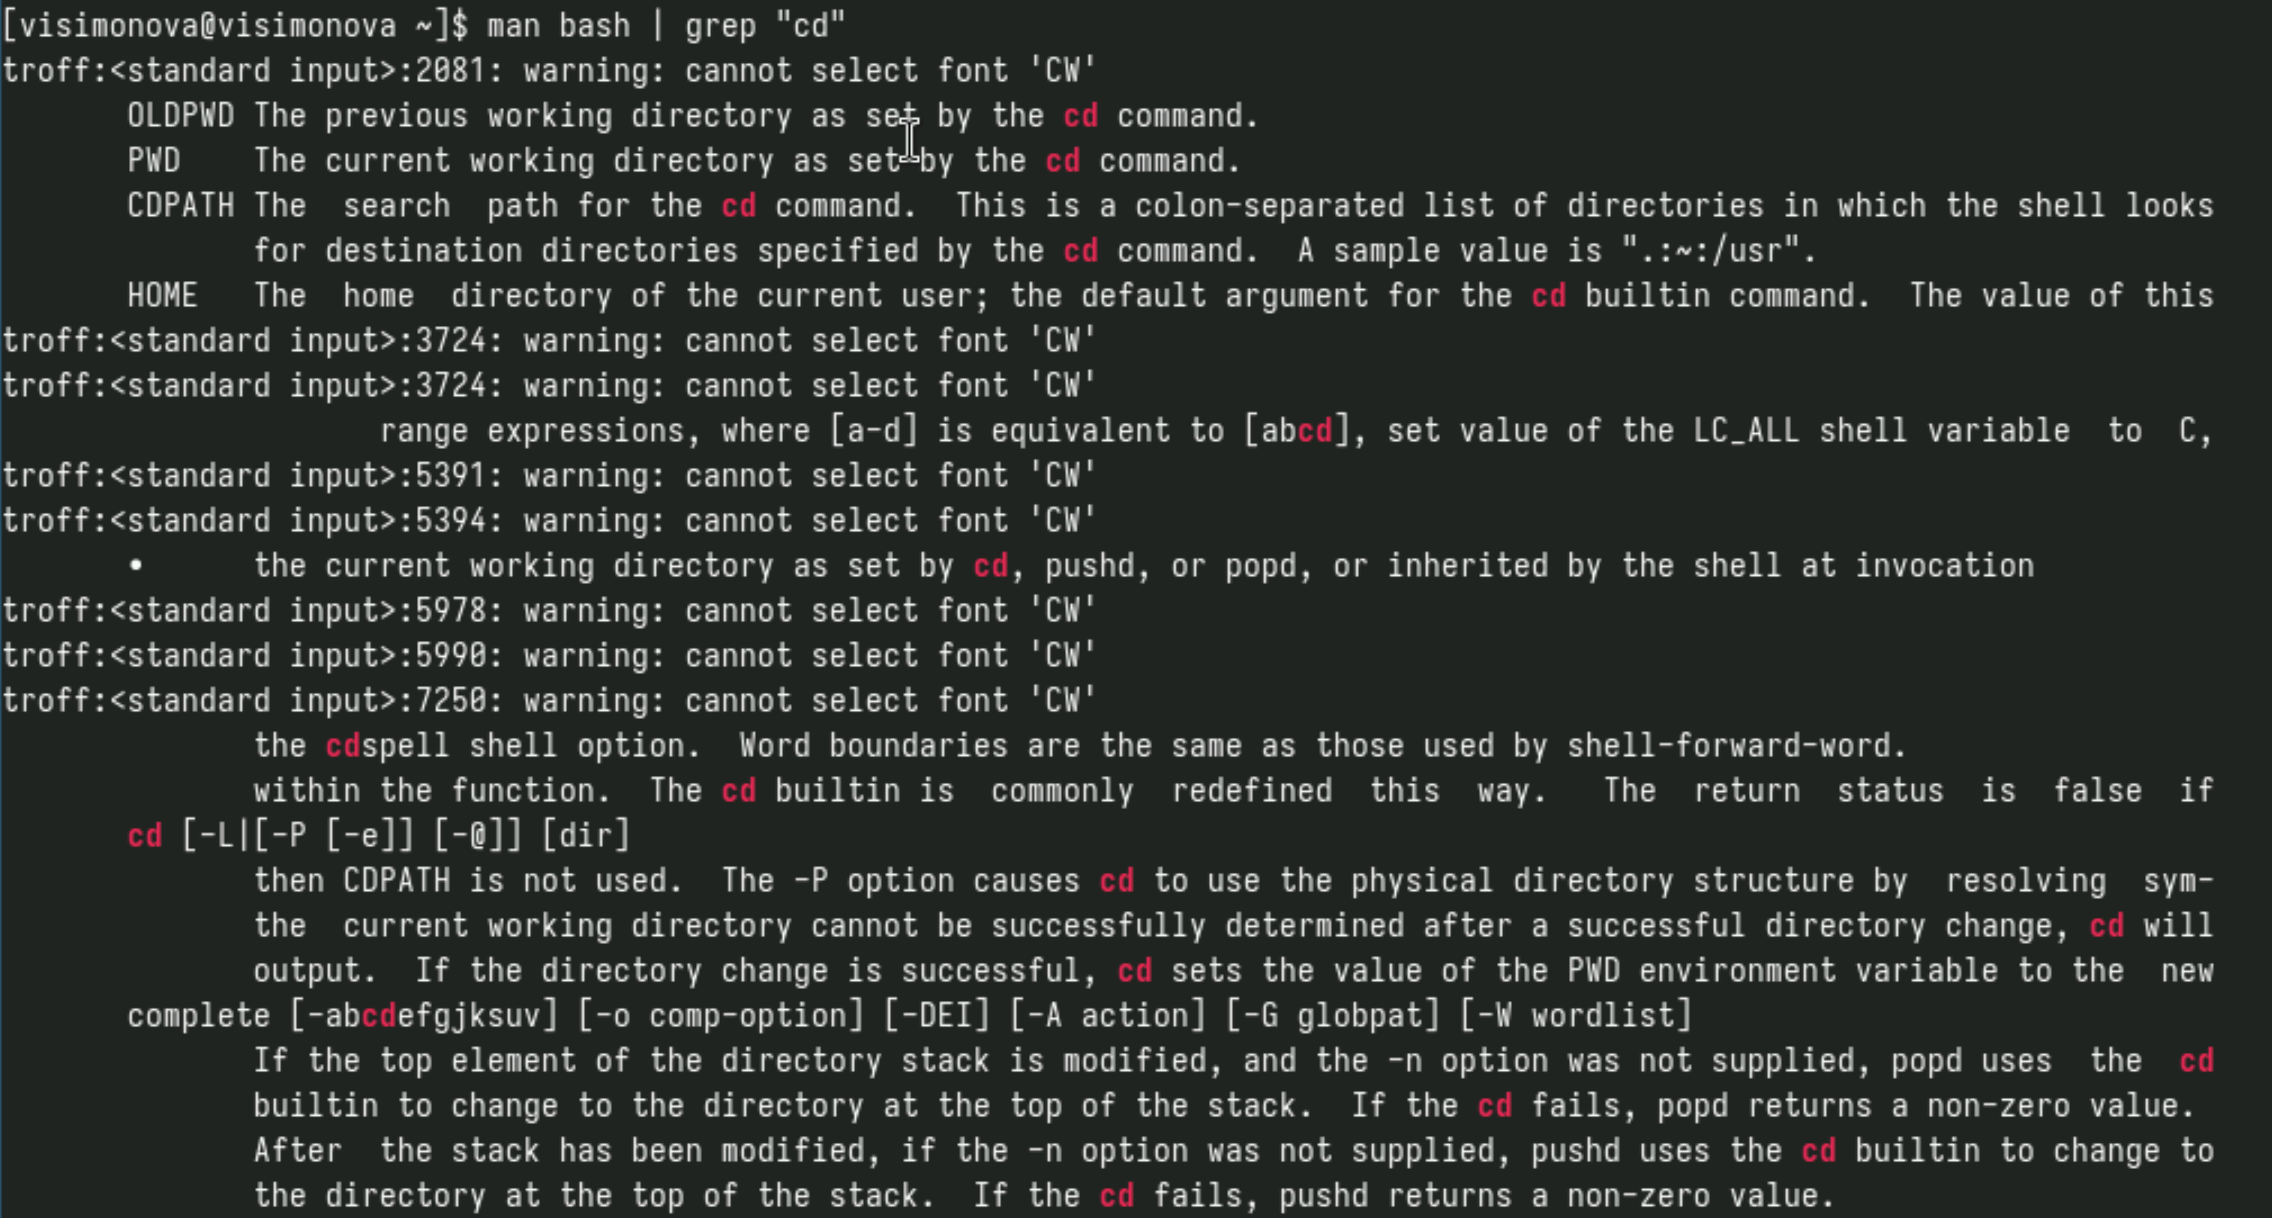 [visimonova@visimonova ~]$ man bash | grep "cd"
troff:<standard input>:2081: warning: cannot select font 'CW'
       OLDPWD The previous working directory as set by the cd command.
       PWD    The current working directory as set by the cd command.
       CDPATH The  search  path for the cd command.  This is a colon-separated list of directories in which the shell looks
              for destination directories specified by the cd command.  A sample value is ".:~:/usr".
       HOME   The  home  directory of the current user; the default argument for the cd builtin command.  The value of this
troff:<standard input>:3724: warning: cannot select font 'CW'
troff:<standard input>:3724: warning: cannot select font 'CW'
                     range expressions, where [a-d] is equivalent to [abcd], set value of the LC_ALL shell variable  to  C,
troff:<standard input>:5391: warning: cannot select font 'CW'
troff:<standard input>:5394: warning: cannot select font 'CW'
       •      the current working directory as set by cd, pushd, or popd, or inherited by the shell at invocation
troff:<standard input>:5978: warning: cannot select font 'CW'
troff:<standard input>:5990: warning: cannot select font 'CW'
troff:<standard input>:7250: warning: cannot select font 'CW'
              the cdspell shell option.  Word boundaries are the same as those used by shell-forward-word.
              within the function.  The cd builtin is  commonly  redefined  this  way.   The  return  status  is  false  if
       cd [-L|[-P [-e]] [-@]] [dir]
              then CDPATH is not used.  The -P option causes cd to use the physical directory structure by  resolving  sym-
              the  current working directory cannot be successfully determined after a successful directory change, cd will
              output.  If the directory change is successful, cd sets the value of the PWD environment variable to the  new
       complete [-abcdefgjksuv] [-o comp-option] [-DEI] [-A action] [-G globpat] [-W wordlist]
              If the top element of the directory stack is modified, and the -n option was not supplied, popd uses  the  cd
              builtin to change to the directory at the top of the stack.  If the cd fails, popd returns a non-zero value.
              After  the stack has been modified, if the -n option was not supplied, pushd uses the cd builtin to change to
              the directory at the top of the stack.  If the cd fails, pushd returns a non-zero value.